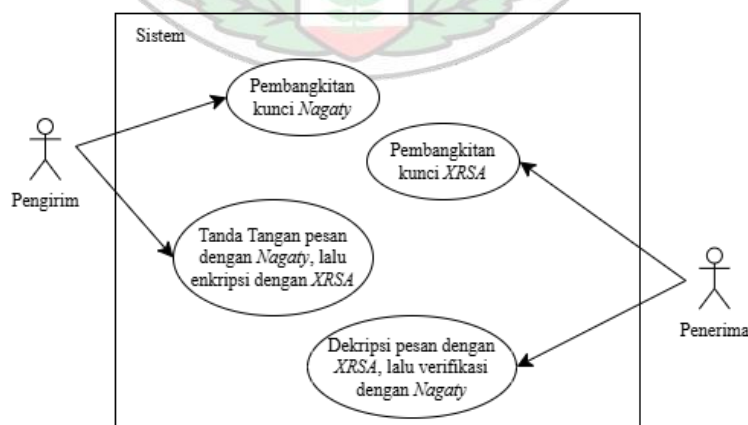 Sistem
Pembangkitan
kunci Nagaty
Pembangkitan
kunci XRSA
Pengirim
Tanda Tangan pesan
dengan Nagaty, lalu
enkripsi dengan XRSA
Penerima
Dekripsi pesan dengan
XRSA, lalu verifikasi
dengan Nagaty